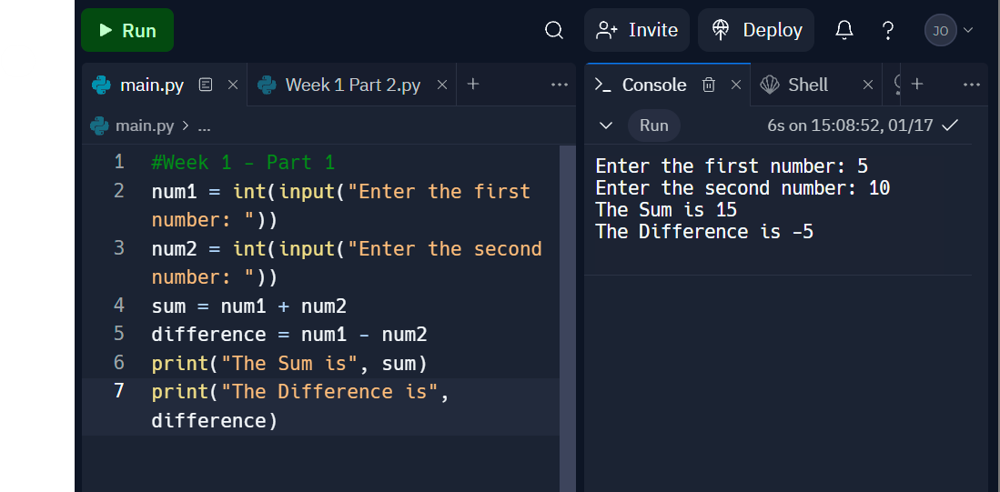 Run
Invite
Deploy
JO
main.py
Week 1 Part 2.py
Console
Shell
main.py > ...
Run
6s on 15:08:52, 01/17
1 #Week 1 - Part 1
2 num1 = int(input("Enter the first
number: "))
3 num2 = int(input("Enter the second
number: "))
4 sum = num1 + num2
5 difference = num1 - num2
6 print("The Sum is", sum)
7 print("The Difference is",
difference)
Enter the first number: 5
Enter the second number: 10
The Sum is 15
The Difference is -5